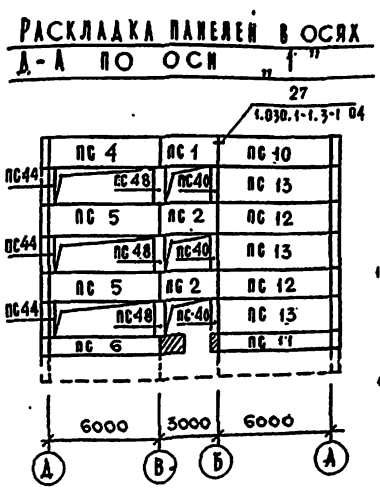 РАСКЛАДКА ПАНЕЛЕЙ В ОСЯХ
Д-А ПО ОСИ "1"
27
1.030.1-1.3-1 04
ПС 4 ПС 1 ПС 10
ПС44 ПС48 ПС40 ПС 13
ПС 5 ПС 2 ПС 12
ПС44 ПС48 ПС40 ПС 13
ПС 5 ПС 2 ПС 12
ПС44 ПС48 ПС-40 ПС 13
ПС 6 ПС 11
6000 3000 6000
Д В Б А